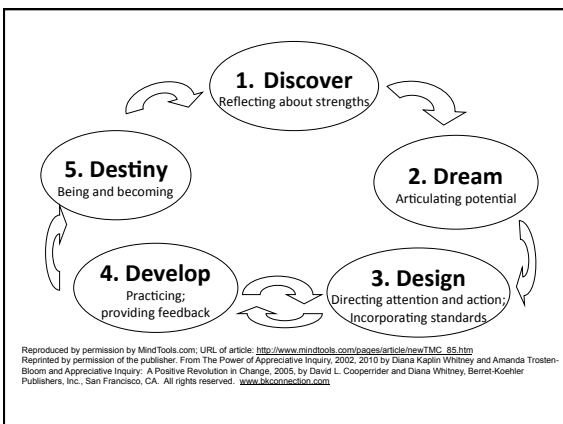 1. Discover
Reflecting about strengths
2. Dream
Articulating potential
3. Design
Directing attention and action;
Incorporating standards
4. Develop
Practicing;
providing feedback
5. Destiny
Being and becoming
Reproduced by permission by MindTools.com; URL of article: http://www.mindtools.com/pages/article/newTMC_85.htm
Reprinted by permission of the publisher. From The Power of Appreciative Inquiry, 2002, 2010 by Diana Kaplin Whitney and Amanda Trosten-
Bloom and Appreciative Inquiry: A Positive Revolution in Change, 2005, by David L. Cooperrider and Diana Whitney, Berret-Koehler
Publishers, Inc., San Francisco, CA. All rights reserved. www.bkconnection.com